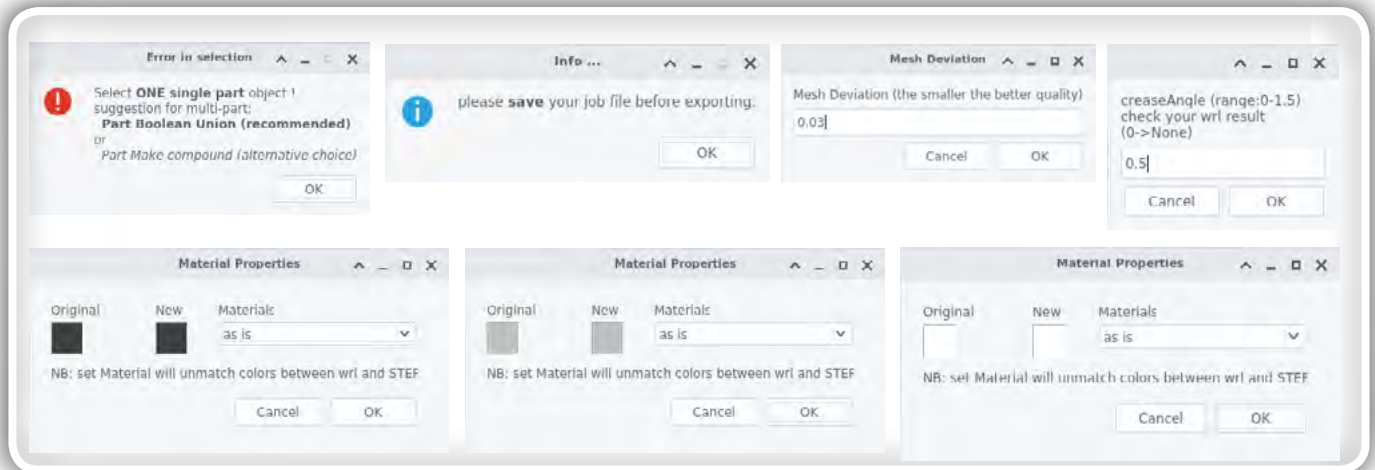 Error in selection
Select ONE single part object !
suggestion for multi-part:
Part Boolean Union (recommended)
or
Part Make compound (alternative choice)
OK
Info ...
please save your job file before exporting.
OK
Mesh Deviation
Mesh Deviation (the smaller the better quality)
0.03
Cancel OK
creaseAngle (range:0-1.5)
check your wrl result
(0->None)
0.5
Cancel OK
Material Properties
Original New Materials
as is
NB: set Material will unmatch colors between wrl and STEP
Cancel OK
Material Properties
Original New Materials
as is
NB: set Material will unmatch colors between wrl and STEP
Cancel OK
Material Properties
Original New Materials
as is
NB: set Material will unmatch colors between wrl and STEP
Cancel OK